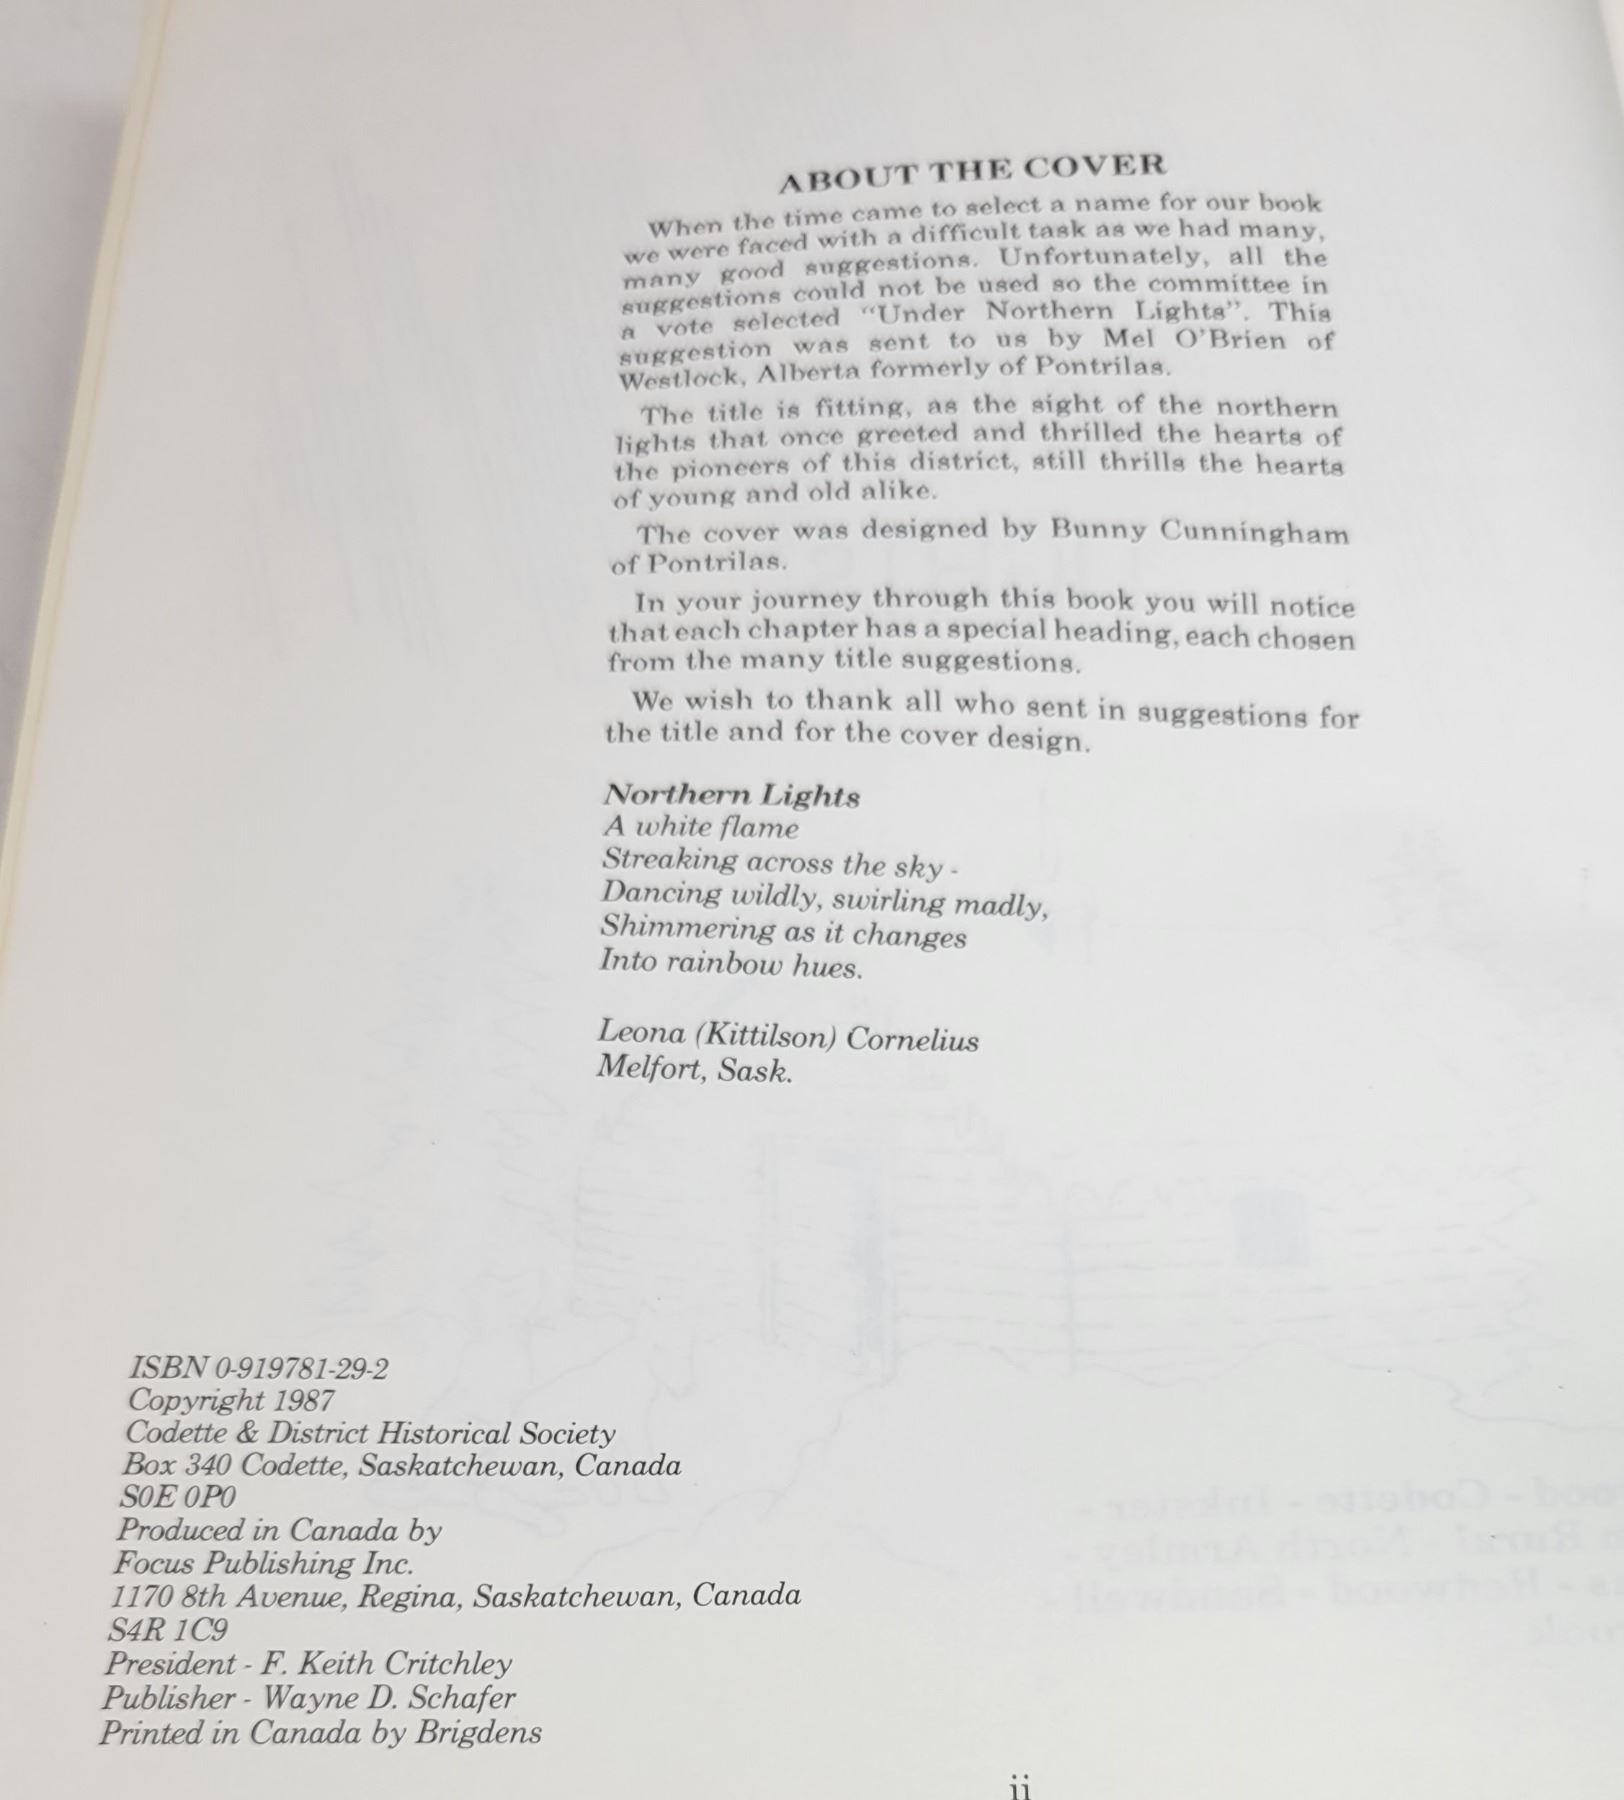 ABOUT THE COVER
When the time came to select a name for our book
we were faced with a difficult task as we had many,
many good suggestions. Unfortunately, all the
suggestions could not be used so the committee in
a vote selected “Under Northern Lights”. This
suggestion was sent to us by Mel O’Brien of
Westlock, Alberta formerly of Pontrilas.
The title is fitting, as the sight of the northern
lights that once greeted and thrilled the hearts of
the pioneers of this district, still thrills the hearts
of young and old alike.
The cover was designed by Bunny Cunningham
of Pontrilas.
In your journey through this book you will notice
that each chapter has a special heading, each chosen
from the many title suggestions.
We wish to thank all who sent in suggestions for
the title and for the cover design.
Northern Lights
A white flame
Streaking across the sky -
Dancing wildly, swirling madly,
Shimmering as it changes
Into rainbow hues.
Leona (Kittilson) Cornelius
Melfort, Sask.
ISBN 0-919781-29-2
Copyright 1987
Codette & District Historical Society
Box 340 Codette, Saskatchewan, Canada
S0E 0P0
Produced in Canada by
Focus Publishing Inc.
1170 8th Avenue, Regina, Saskatchewan, Canada
S4R 1C9
President - F. Keith Critchley
Publisher - Wayne D. Schafer
Printed in Canada by Brigdens
ii